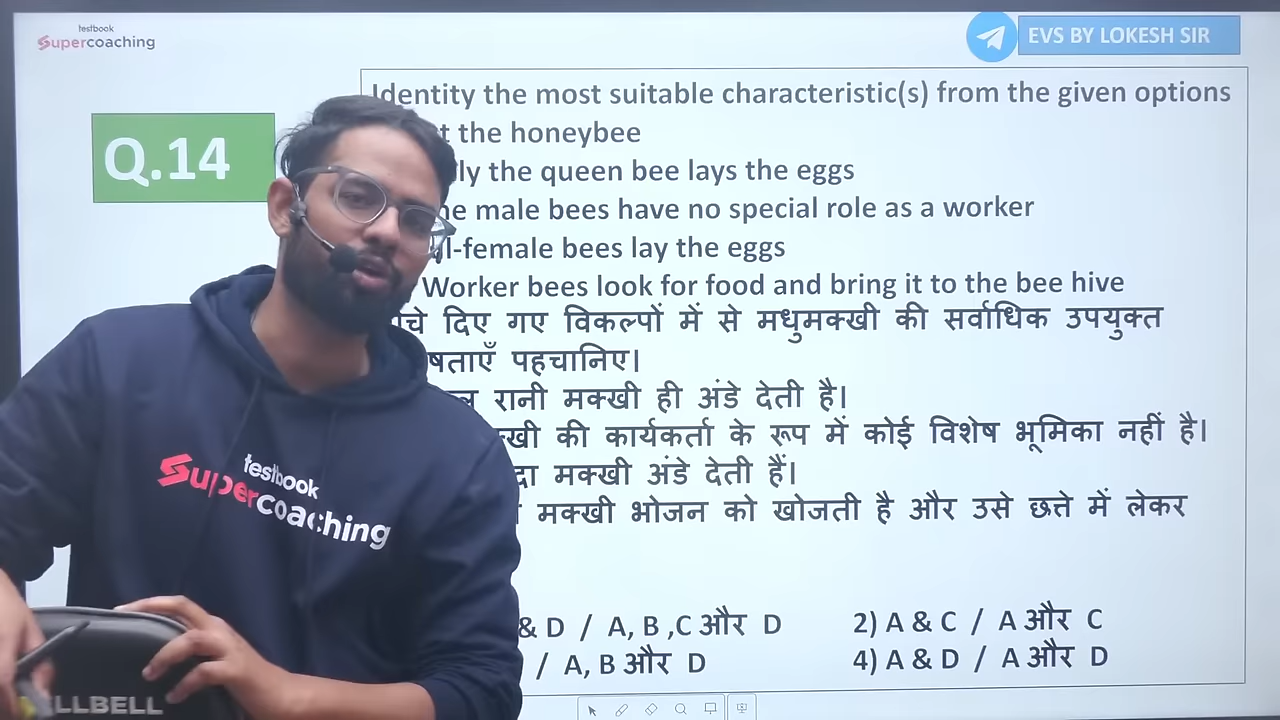 testbook
Supercoaching
EVS BY LOKESH SIR
Q.14
Identity the most suitable characteristic(s) from the given options
the honeybee
the queen bee lays the eggs
male bees have no special role as a worker
-female bees lay the eggs
Worker bees look for food and bring it to the bee hive
दिए गए विकल्पों में से मधुमक्खी की सर्वाधिक उपयुक्त
पहचानिए।
रानी मक्खी ही अंडे देती है।
की कार्यकर्ता के रूप में कोई विशेष भूमिका नहीं है।
मक्खी अंडे देती हैं।
मक्खी भोजन को खोजती है और उसे छत्ते में लेकर
& D / A, B ,C और D
2) A & C / A और C
/ A, B और D
4) A & D / A और D
testbook
Supercoaching
LLBELL